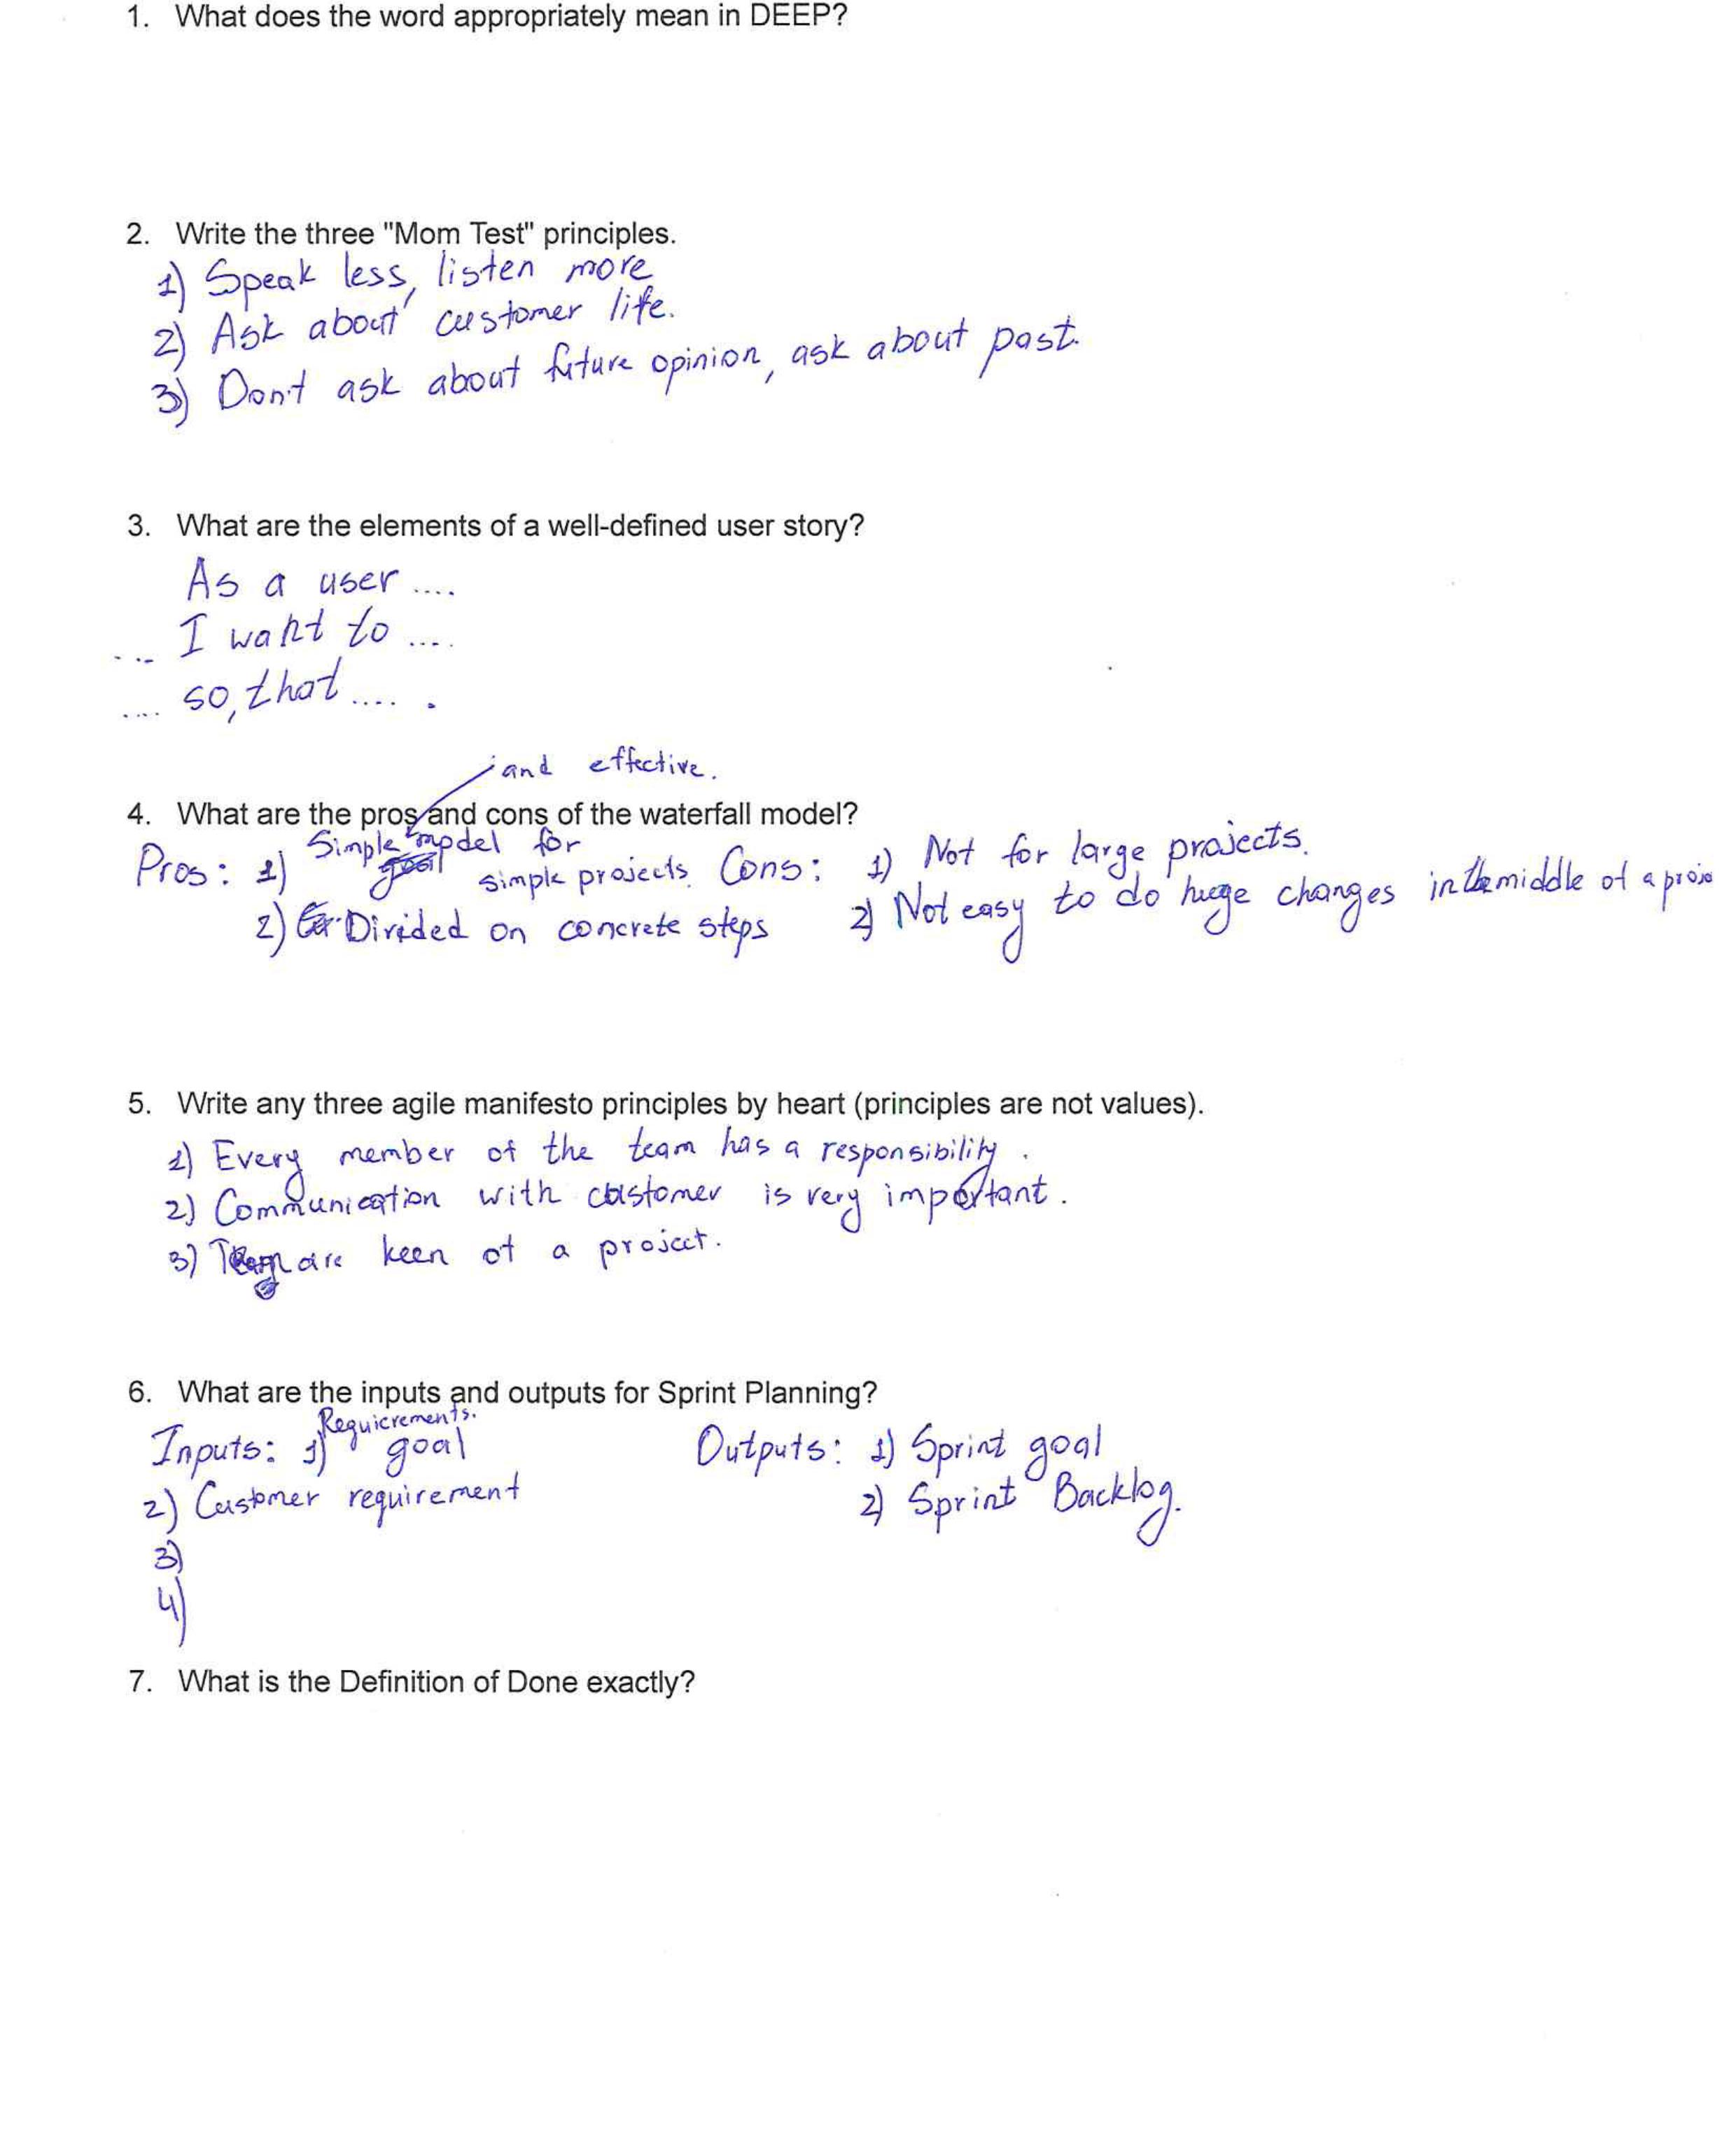 1. What does the word appropriately mean in DEEP?
2. Write the three "Mom Test" principles.
1) Speak less, listen more
2) Ask about customer life.
3) Don't ask about future opinion, ask about past.
3. What are the elements of a well-defined user story?
As a user ....
.... I want to ....
.... so, that .... .
and effective.
4. What are the pros and cons of the waterfall model?
Pros: 1) Simple model for simple projects.
2) Divided on concrete steps
Cons: 1) Not for large projects.
2) Not easy to do huge changes in the middle of a proje
5. Write any three agile manifesto principles by heart (principles are not values).
1) Every member of the team has a responsibility.
2) Communication with customer is very important.
3) are keen of a project.
6. What are the inputs and outputs for Sprint Planning?
Requicrements.
Inputs: 1) goal
2) Customer requirement
3)
4)
Outputs: 1) Sprint goal
2) Sprint Backlog.
7. What is the Definition of Done exactly?